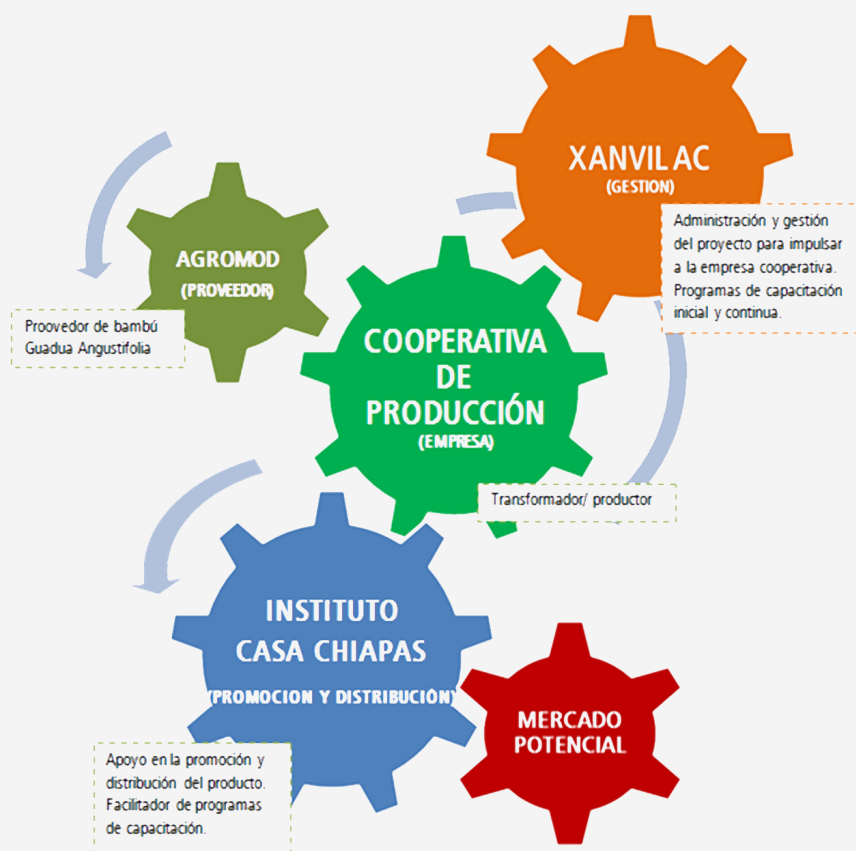 XANVIL AC
(GESTION)
Administración y gestión
del proyecto para impulsar
a la empresa cooperativa.
Programas de capacitación
inicial y continua.
AGROMOD
(PROVEEDOR)
Proovedor de bambú
Guadua Angustifolia
COOPERATIVA
DE
PRODUCCIÓN
(EMPRESA)
Transformador/ productor
INSTITUTO
CASA CHIAPAS
(PROMOCION Y DISTRIBUCIÓN)
Apoyo en la promoción y
distribución del producto.
Facilitador de programas
de capacitación.
MERCADO
POTENCIAL